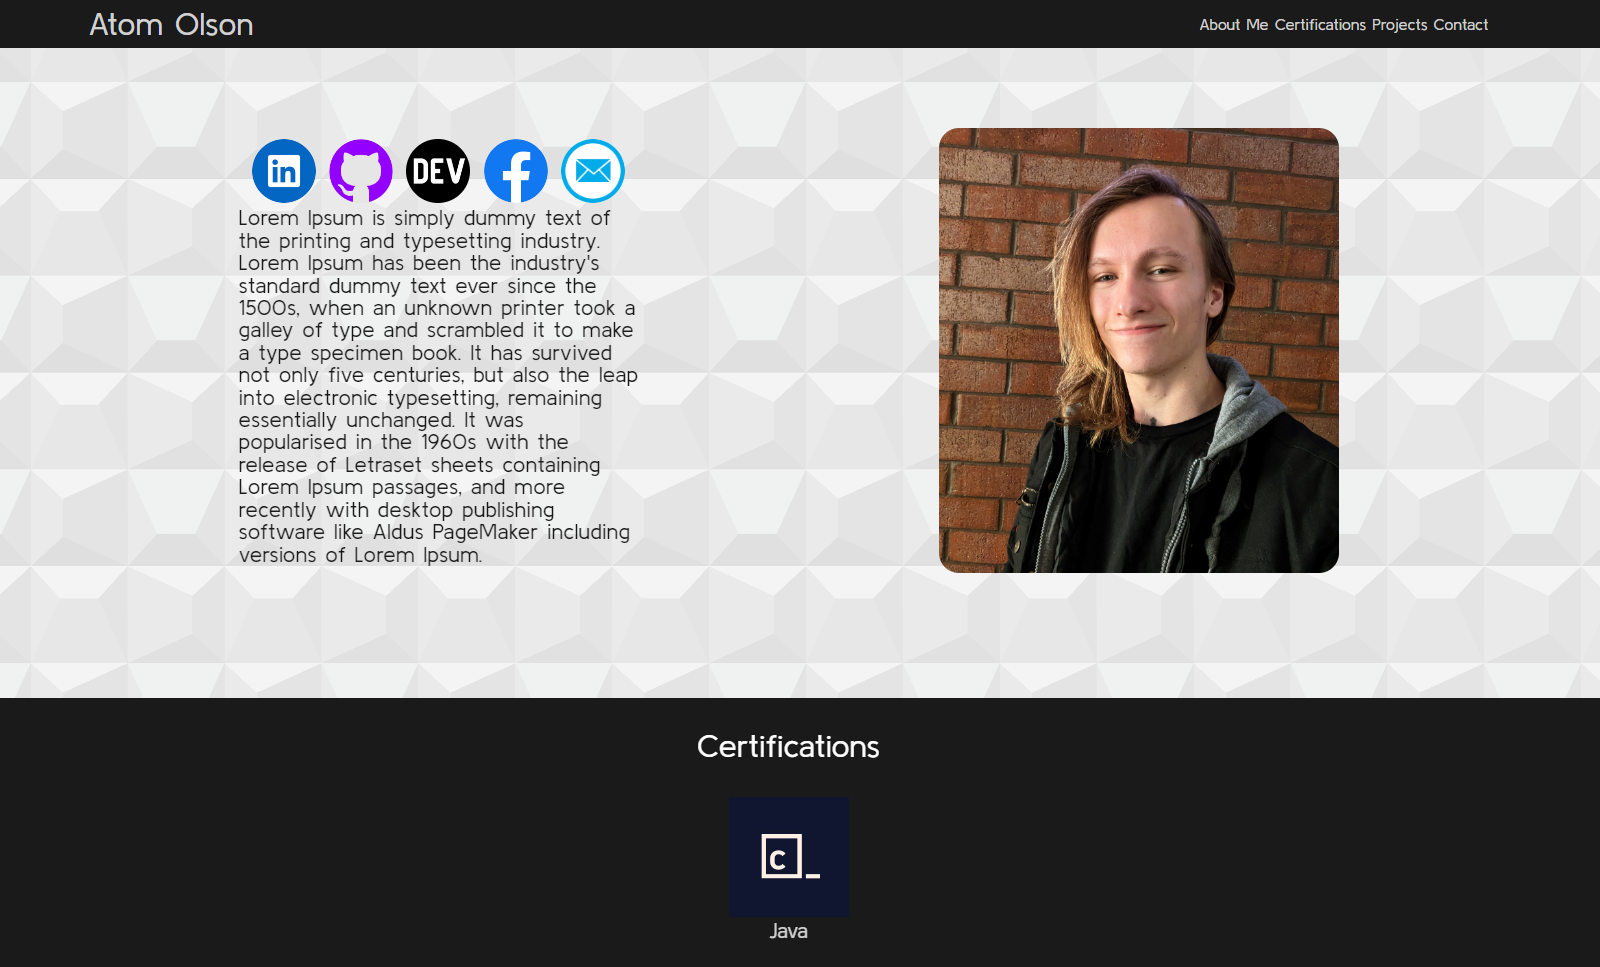 Atom Olson
About Me Certifications Projects Contact
in
DEV
f
Lorem Ipsum is simply dummy text of
the printing and typesetting industry.
Lorem Ipsum has been the industry's
standard dummy text ever since the
1500s, when an unknown printer took a
galley of type and scrambled it to make
a type specimen book. It has survived
not only five centuries, but also the leap
into electronic typesetting, remaining
essentially unchanged. It was
popularised in the 1960s with the
release of Letraset sheets containing
Lorem Ipsum passages, and more
recently with desktop publishing
software like Aldus PageMaker including
versions of Lorem Ipsum.
Certifications
c_
Java